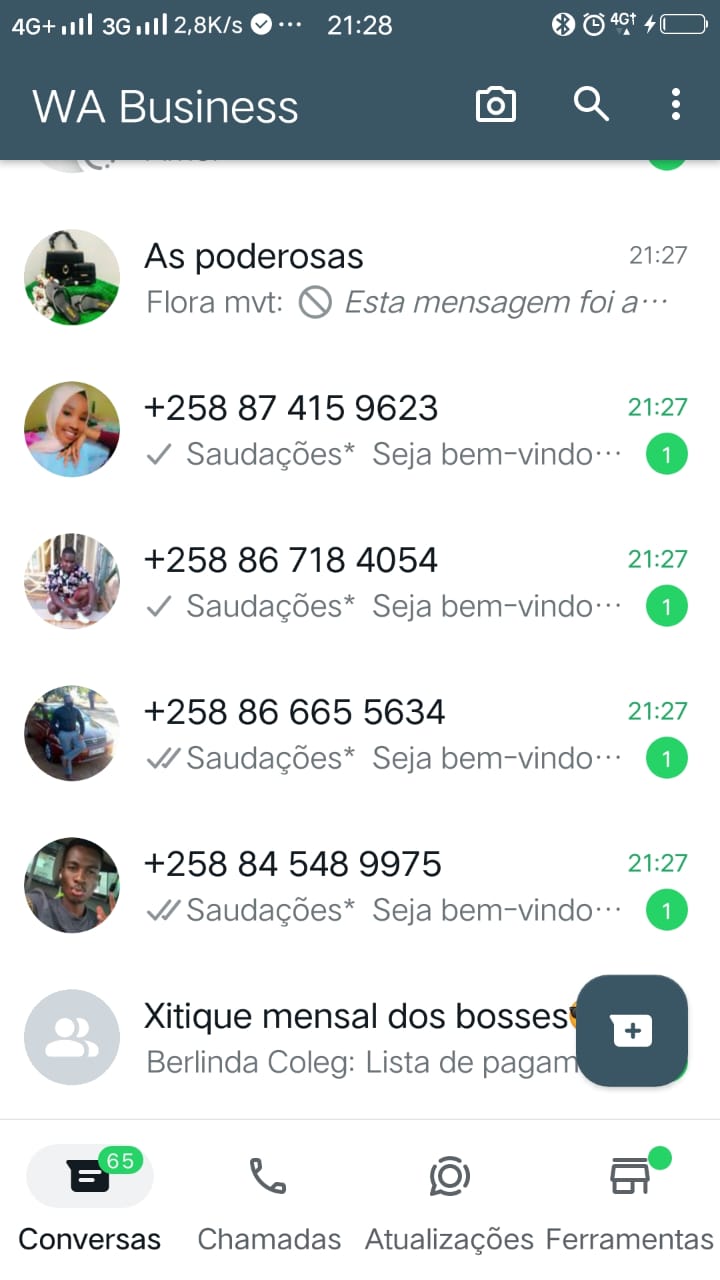 4G+ 3G 2,8K/s ··· 21:28 4G†
WA Business
As poderosas 21:27
Flora mvt: Esta mensagem foi a···
+258 87 415 9623 21:27
Saudações* Seja bem-vindo··· 1
+258 86 718 4054 21:27
Saudações* Seja bem-vindo··· 1
+258 86 665 5634 21:27
Saudações* Seja bem-vindo··· 1
+258 84 548 9975 21:27
Saudações* Seja bem-vindo··· 1
Xitique mensal dos bosses
Berlinda Coleg: Lista de pagam
65
Conversas Chamadas Atualizações Ferramentas